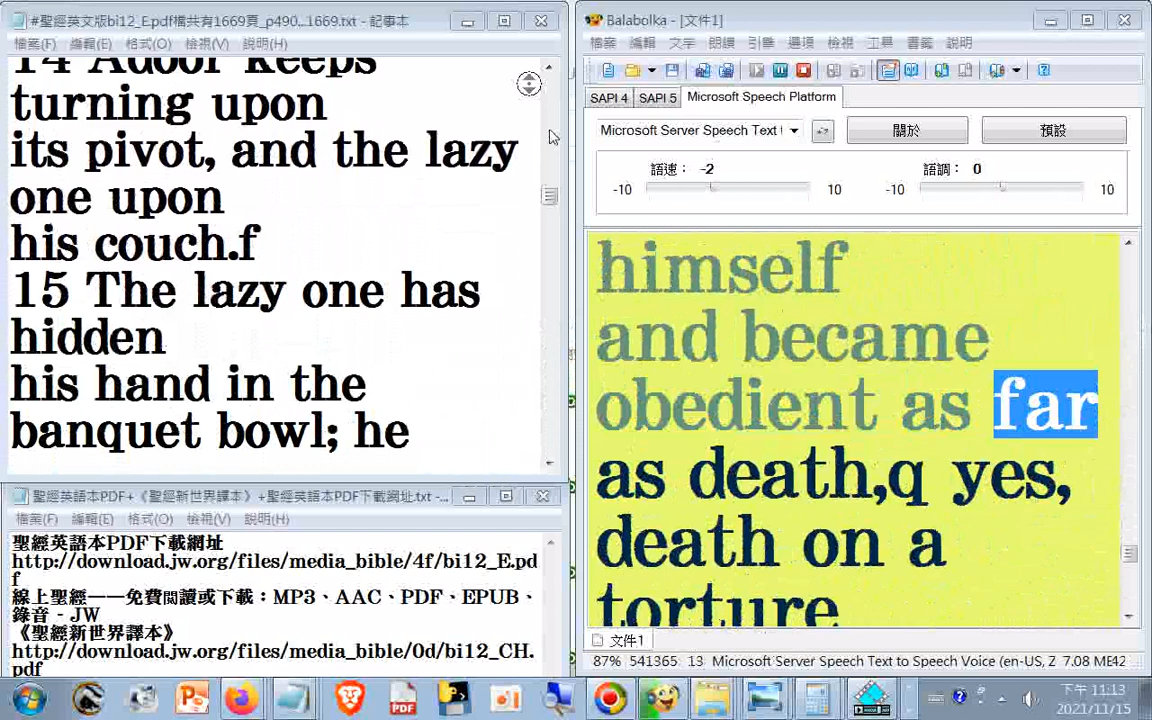 #聖經英文版bi12_E.pdf檔共有1669頁_p490...1669.txt - 記事本
檔案(F) 編輯(E) 格式(O) 檢視(V) 說明(H)
14 Adoor keeps
turning upon
its pivot, and the lazy
one upon
his couch.f
15 The lazy one has
hidden
his hand in the
banquet bowl; he
聖經英語本PDF+《聖經新世界譯本》+聖經英語本PDF下載網址.txt - ...
檔案(F) 編輯(E) 格式(O) 檢視(V) 說明(H)
聖經英語本PDF下載網址
http://download.jw.org/files/media_bible/4f/bi12_E.pd
f
線上聖經——免費閱讀或下載：MP3、AAC、PDF、EPUB、
錄音 - JW
《聖經新世界譯本》
http://download.jw.org/files/media_bible/0d/bi12_CH.
pdf
Balabolka - [文件1]
檔案 編輯 文字 朗讀 引擎 選項 檢視 工具 書籤 說明
SAPI 4 SAPI 5 Microsoft Speech Platform
Microsoft Server Speech Text 關於 預設
語速： -2 語調： 0
-10 10 -10 10
himself
and became
obedient as far
as death,q yes,
death on a
torture
文件1
87% 541365 13 Microsoft Server Speech Text to Speech Voice (en-US, Z 7.08 ME42
下午 11:13
2021/11/15